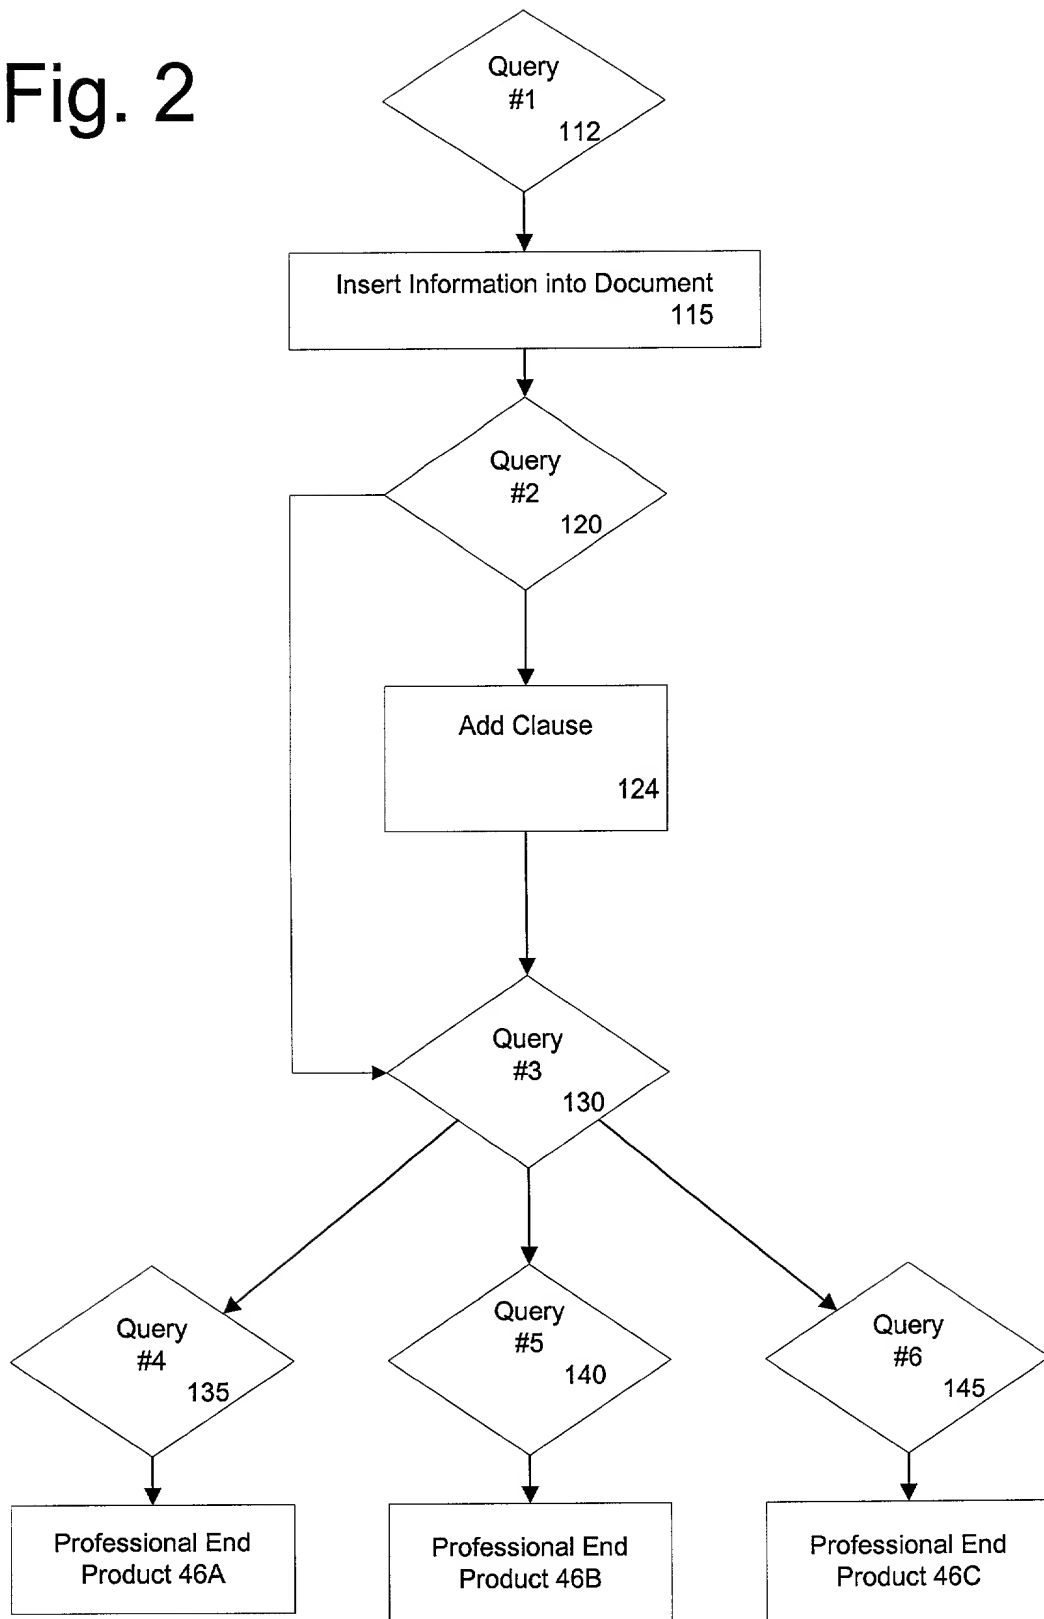 Fig. 2
Query
#1
112
Insert Information into Document
115
Query
#2
120
Add Clause
124
Query
#3
130
Query
#4
135
Query
#5
140
Query
#6
145
Professional End
Product 46A
Professional End
Product 46B
Professional End
Product 46C